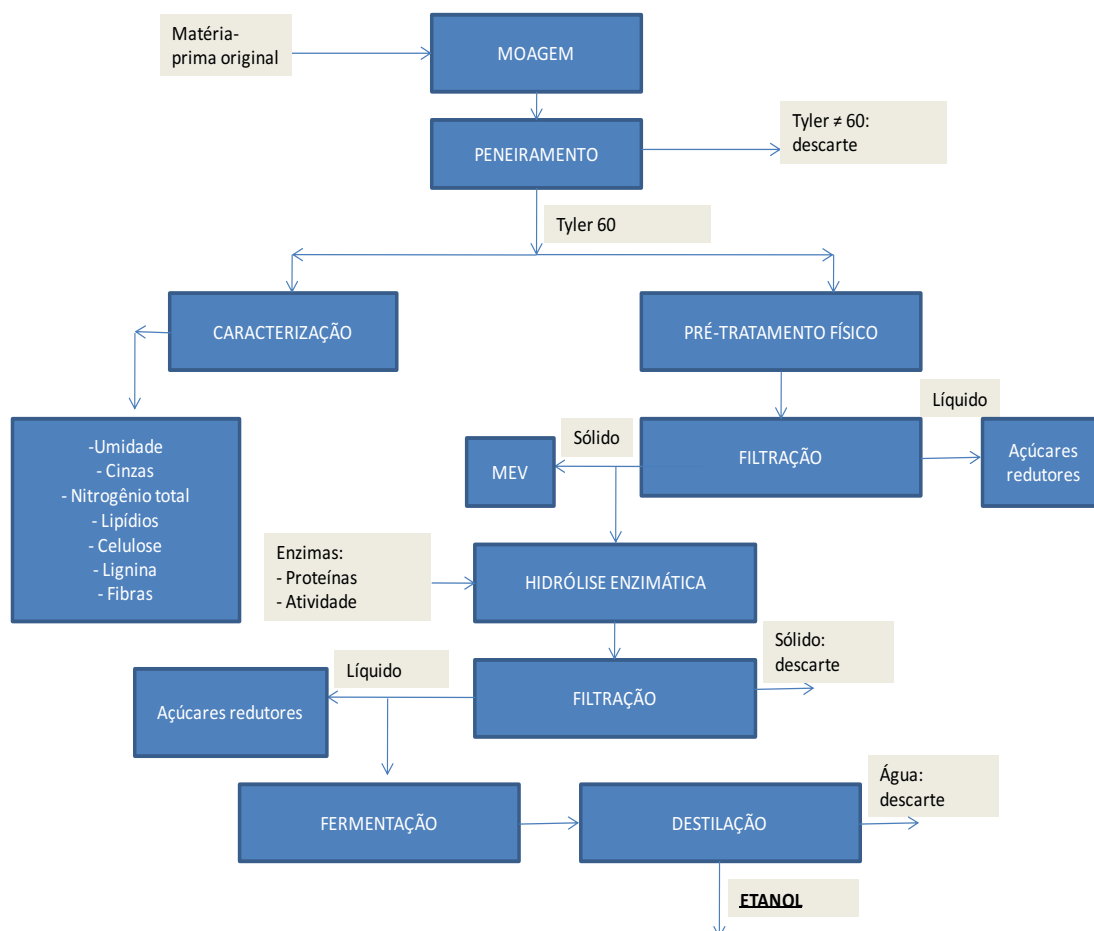 Matéria-
prima original
MOAGEM
Tyler ≠ 60:
descarte
PENEIRAMENTO
Tyler 60
CARACTERIZAÇÃO
PRÉ-TRATAMENTO FÍSICO
Líquido
Sólido
-Umidade
- Cinzas
- Nitrogênio total
- Lipídios
- Celulose
- Lignina
- Fibras
MEV
FILTRAÇÃO
Açúcares
redutores
Enzimas:
- Proteínas
- Atividade
HIDRÓLISE ENZIMÁTICA
Sólido:
descarte
Líquido
Açúcares redutores
FILTRAÇÃO
Água:
descarte
FERMENTAÇÃO
DESTILAÇÃO
ETANOL